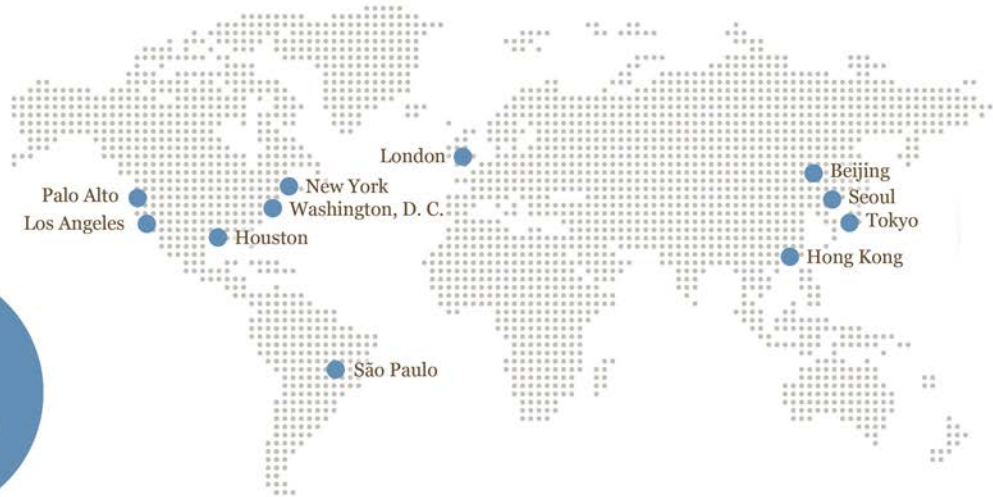 London
Beijing
Palo Alto
New York
Seoul
Washington, D. C.
Los Angeles
Tokyo
Houston
Hong Kong
São Paulo